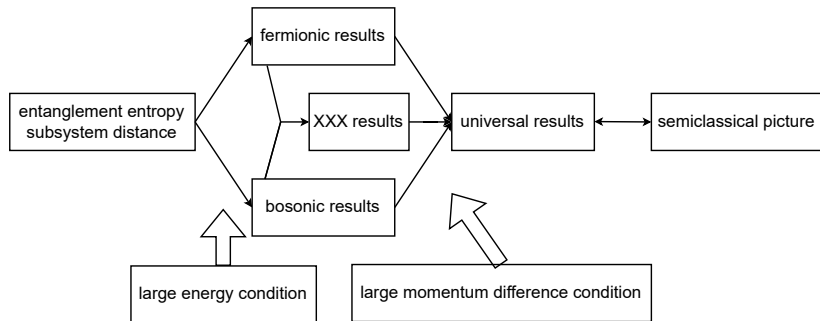 fermionic results
entanglement entropy
subsystem distance
XXX results
universal results
semiclassical picture
bosonic results
large energy condition
large momentum difference condition